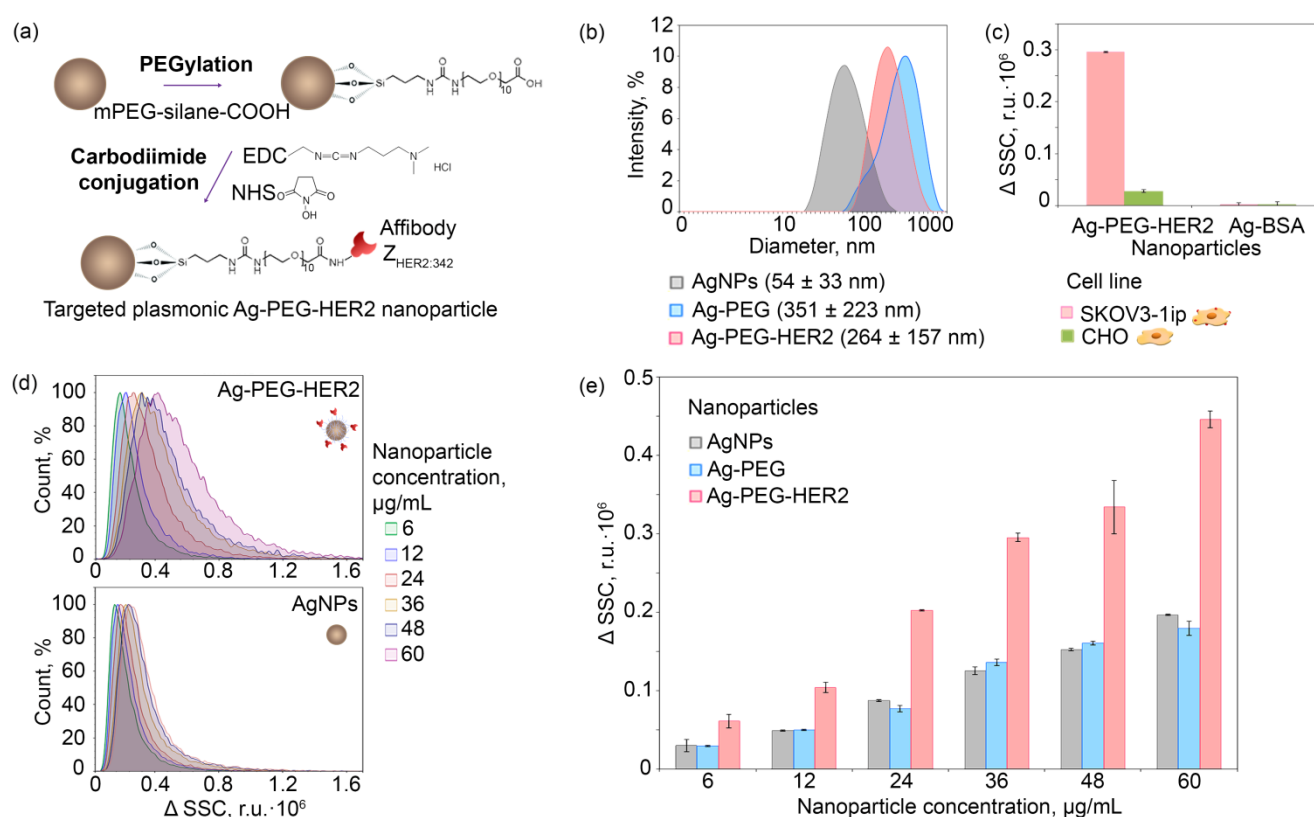 (a)
PEGylation
mPEG-silane-COOH
O
O
O
Si
N
H
O
N
H
O
10
O
OH
Carbodiimide
conjugation
EDC
N=C=N
N
HCl
NHS
O
N
O
OH
O
O
O
Si
N
H
O
N
H
O
10
O
NH
Affibody
Z_HER2:342
Targeted plasmonic Ag-PEG-HER2 nanoparticle
(b)
Intensity, %
12
10
8
6
4
2
0
0
10
100
1000
Diameter, nm
AgNPs (54 ± 33 nm)
Ag-PEG (351 ± 223 nm)
Ag-PEG-HER2 (264 ± 157 nm)
(c)
Δ SSC, r.u.·10⁶
0.3
0.2
0.1
0
Ag-PEG-HER2 Ag-BSA
Nanoparticles
Cell line
SKOV3-1ip
CHO
(d)
Count, %
100
80
60
40
20
0
Ag-PEG-HER2
0 0.4 0.8 1.2 1.6
Count, %
100
80
60
40
20
0
AgNPs
0 0.4 0.8 1.2 1.6
Δ SSC, r.u.·10⁶
Nanoparticle
concentration,
µg/mL
6
12
24
36
48
60
(e)
Δ SSC, r.u.·10⁶
0.5
0.4
0.3
0.2
0.1
0
Nanoparticles
AgNPs
Ag-PEG
Ag-PEG-HER2
6 12 24 36 48 60
Nanoparticle concentration, µg/mL